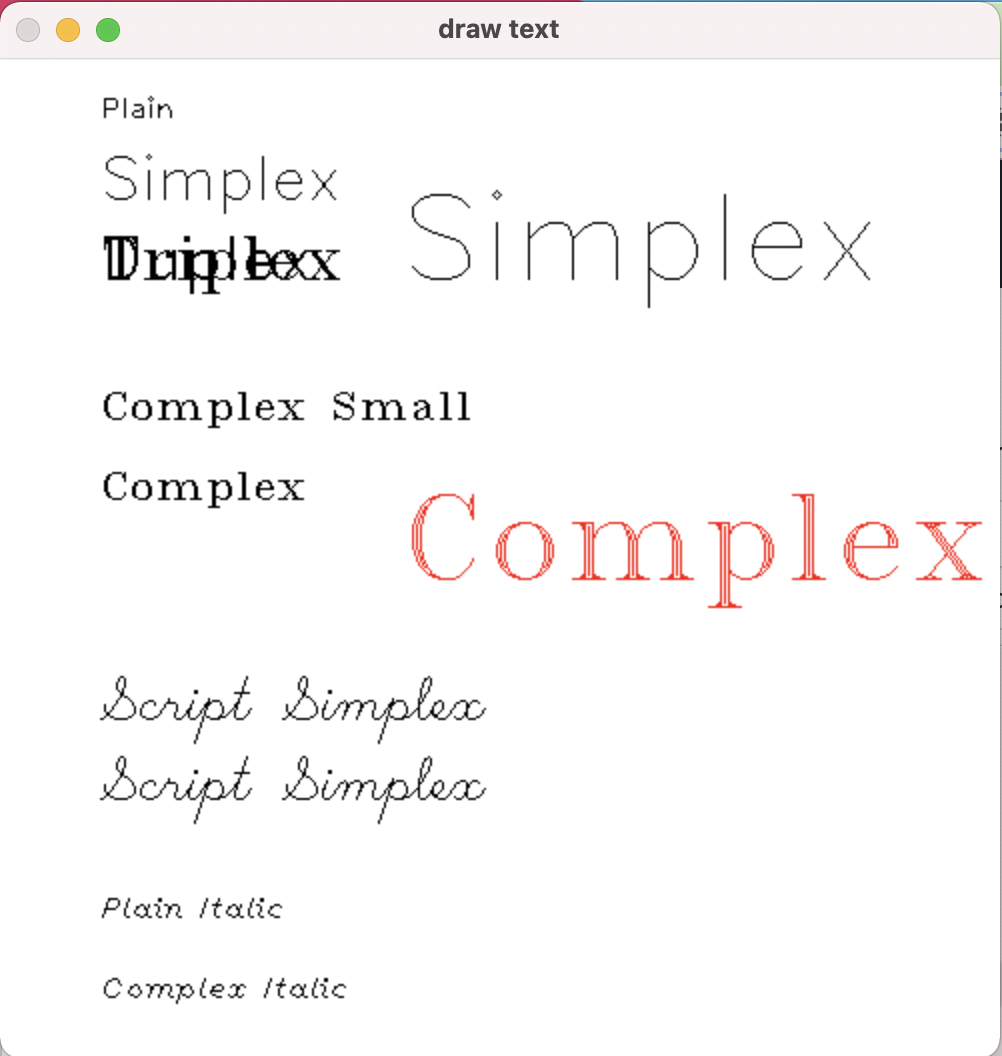 draw text
Plain
Simplex
Simplex
Triplex
Duplex
Complex Small
Complex
Complex
Script Simplex
Script Simplex
Plain Italic
Complex Italic